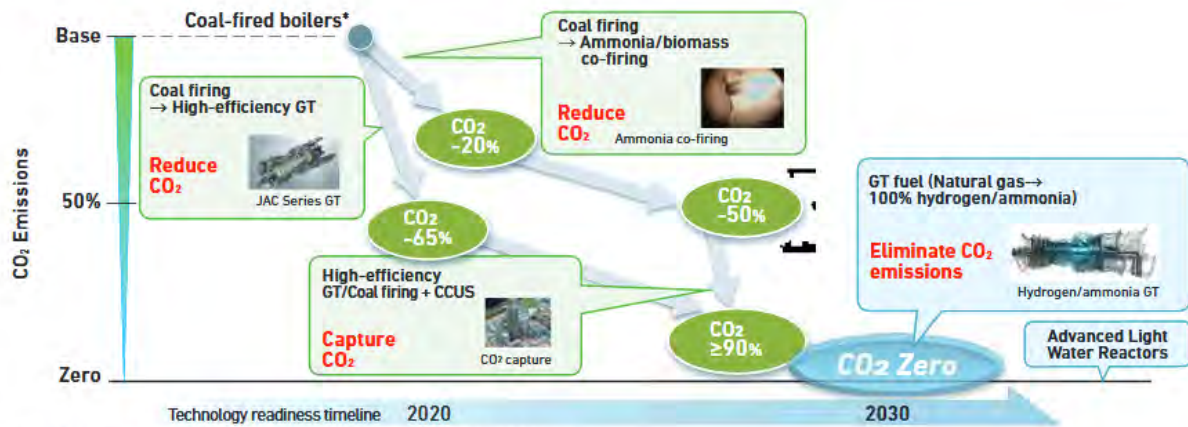 Coal-fired boilers*
Base
Coal firing
→ Ammonia/biomass
co-firing
Reduce
CO₂
Ammonia co-firing
Coal firing
→ High-efficiency GT
Reduce
CO₂
JAC Series GT
CO₂
-20%
50%
CO₂
-65%
CO₂
-50%
GT fuel (Natural gas→
100% hydrogen/ammonia)
Eliminate CO₂
emissions
Hydrogen/ammonia GT
CO₂ Emissions
High-efficiency
GT/Coal firing + CCUS
Capture
CO₂
CO² capture
CO₂
≥90%
CO₂ Zero
Advanced Light
Water Reactors
Zero
Technology readiness timeline
2020
2030